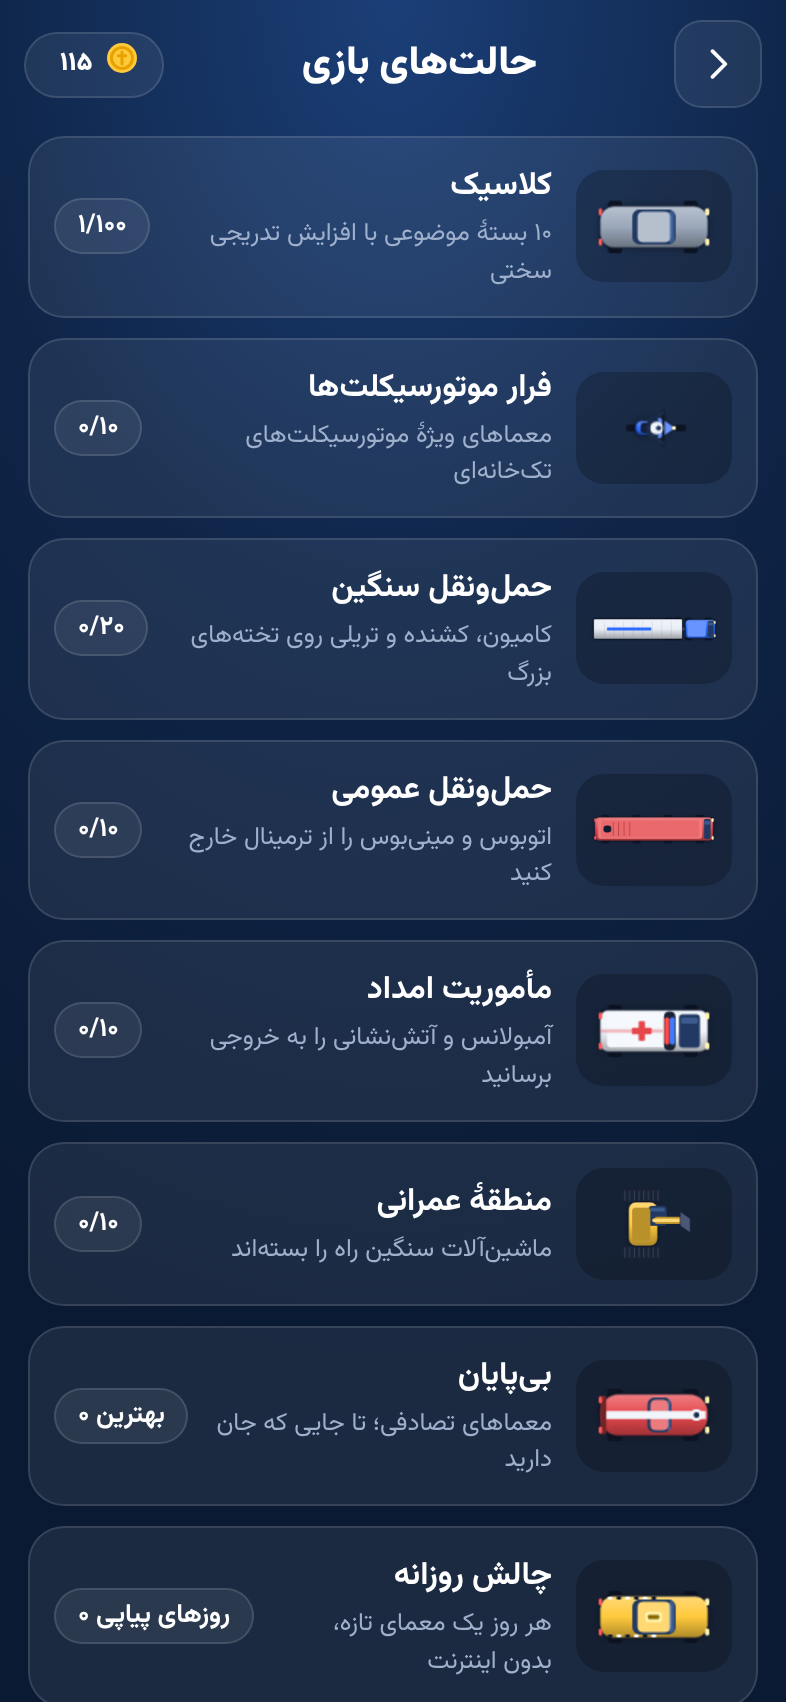 حالت‌های بازی
۱۱۵
کلاسیک
۱۰ بستهٔ موضوعی با افزایش تدریجی
سختی
۱/۱۰۰
فرار موتورسیکلت‌ها
معماهای ویژهٔ موتورسیکلت‌های
تک‌خانه‌ای
۰/۱۰
حمل‌ونقل سنگین
کامیون، کشنده و تریلی روی تخته‌های
بزرگ
۰/۲۰
حمل‌ونقل عمومی
اتوبوس و مینی‌بوس را از ترمینال خارج
کنید
۰/۱۰
مأموریت امداد
آمبولانس و آتش‌نشانی را به خروجی
برسانید
۰/۱۰
منطقهٔ عمرانی
ماشین‌آلات سنگین راه را بسته‌اند
۰/۱۰
بی‌پایان
معماهای تصادفی؛ تا جایی که جان
دارید
بهترین ۰
چالش روزانه
هر روز یک معمای تازه،
بدون اینترنت
روزهای پیاپی ۰